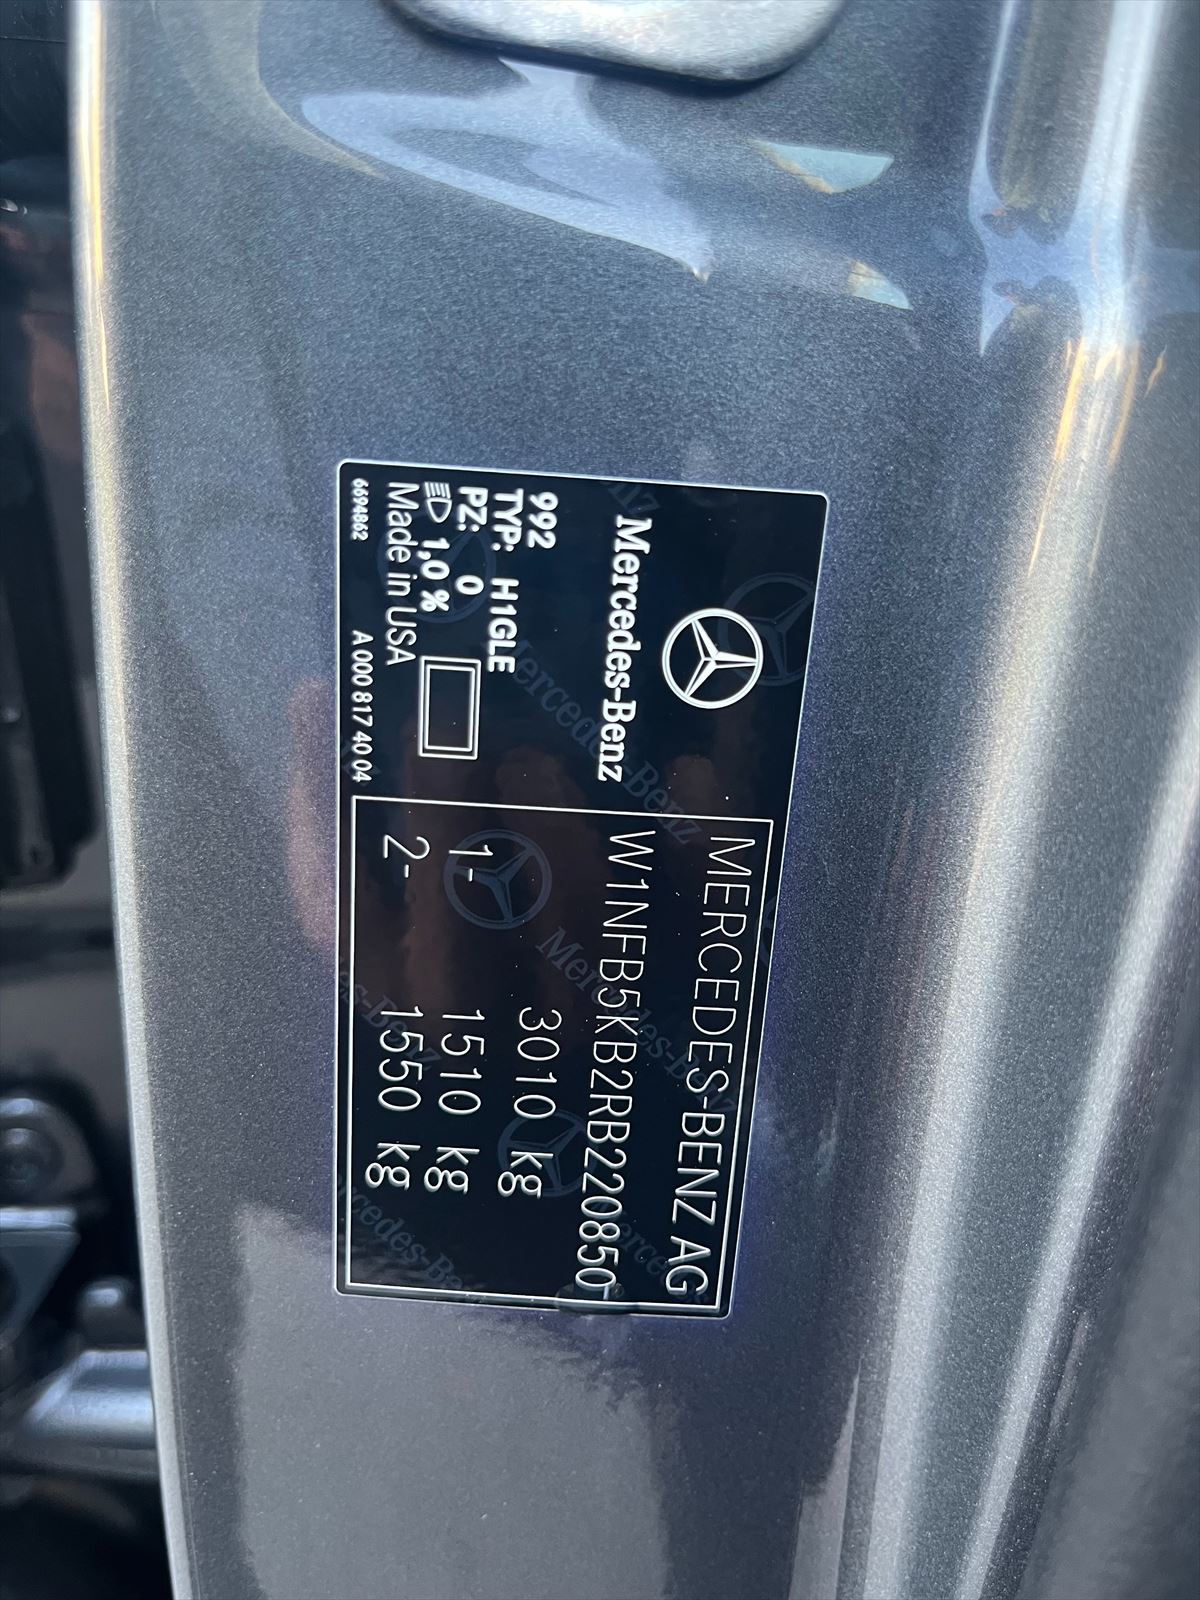 Mercedes-Benz
992
TYP: H1GLE
PZ: 0
1,0 %
Made in USA
6694862 A 000 817 40 04
MERCEDES-BENZ AG
W1NFB5KB2RB220850
3010 kg
1- 1510 kg
2- 1550 kg